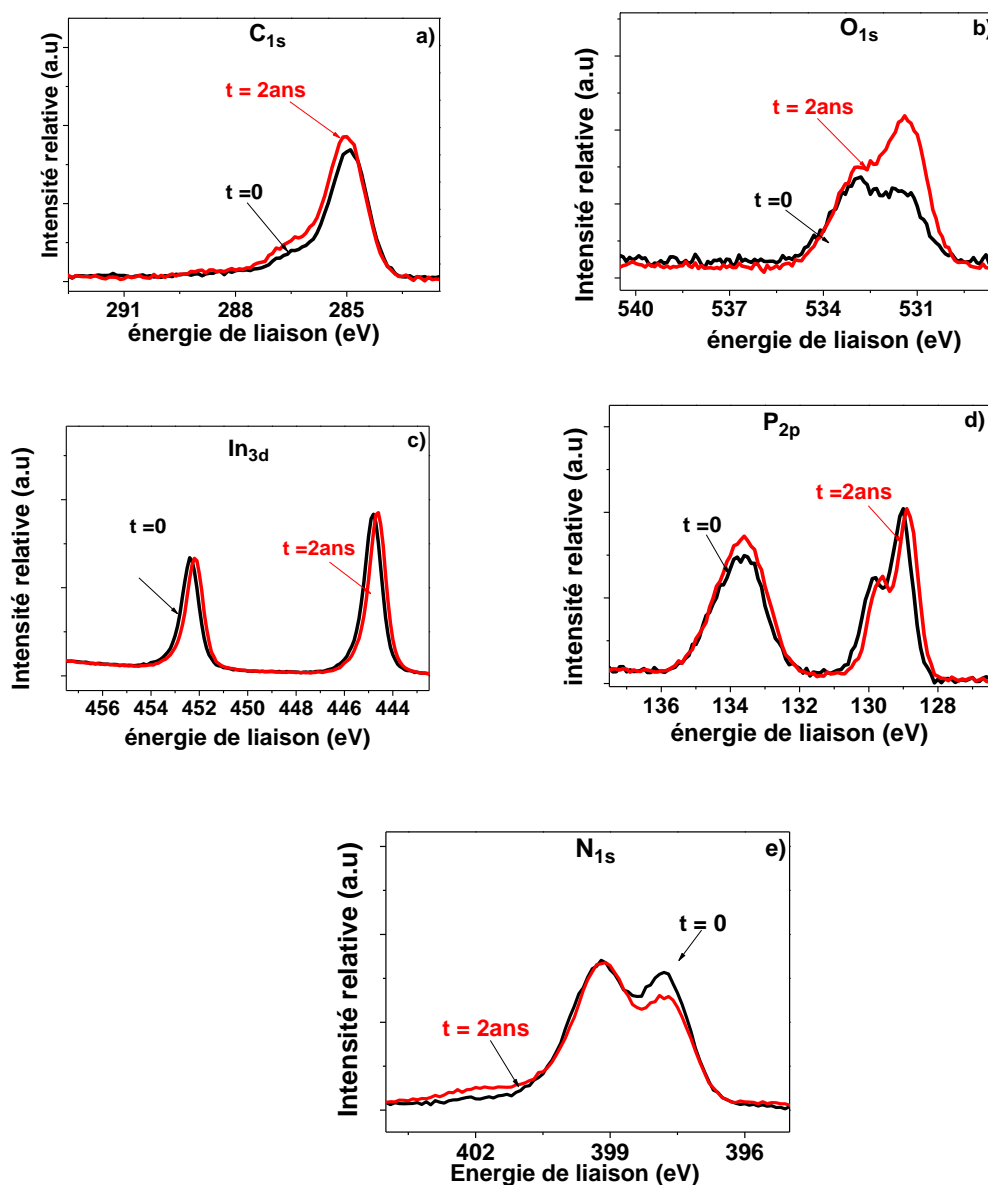 C1s
a)
t = 2ans
t =0
Intensité relative (a.u)
291 288 285
énergie de liaison (eV)
O1s
b)
t = 2ans
t =0
Intensité relative (a.u)
540 537 534 531
énergie de liaison (eV)
In3d
c)
t =0
t =2ans
Intensité relative (a.u)
456 454 452 450 448 446 444
énergie de liaison (eV)
P2p
d)
t =2ans
t =0
intensité relative (a.u)
136 134 132 130 128
énergie de liaison (eV)
N1s
e)
t = 0
t = 2ans
Intensité relative (a.u)
402 399 396
Energie de liaison (eV)